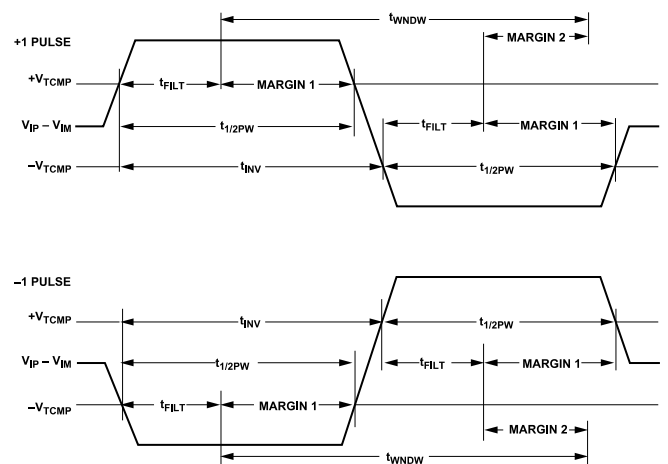 tWNDW
+1 PULSE
MARGIN 2
+VTCMP
tFILT
MARGIN 1
VIP – VIM
t1/2PW
tFILT
MARGIN 1
–VTCMP
tINV
t1/2PW
–1 PULSE
+VTCMP
tINV
t1/2PW
VIP – VIM
t1/2PW
tFILT
MARGIN 1
–VTCMP
tFILT
MARGIN 1
MARGIN 2
tWNDW